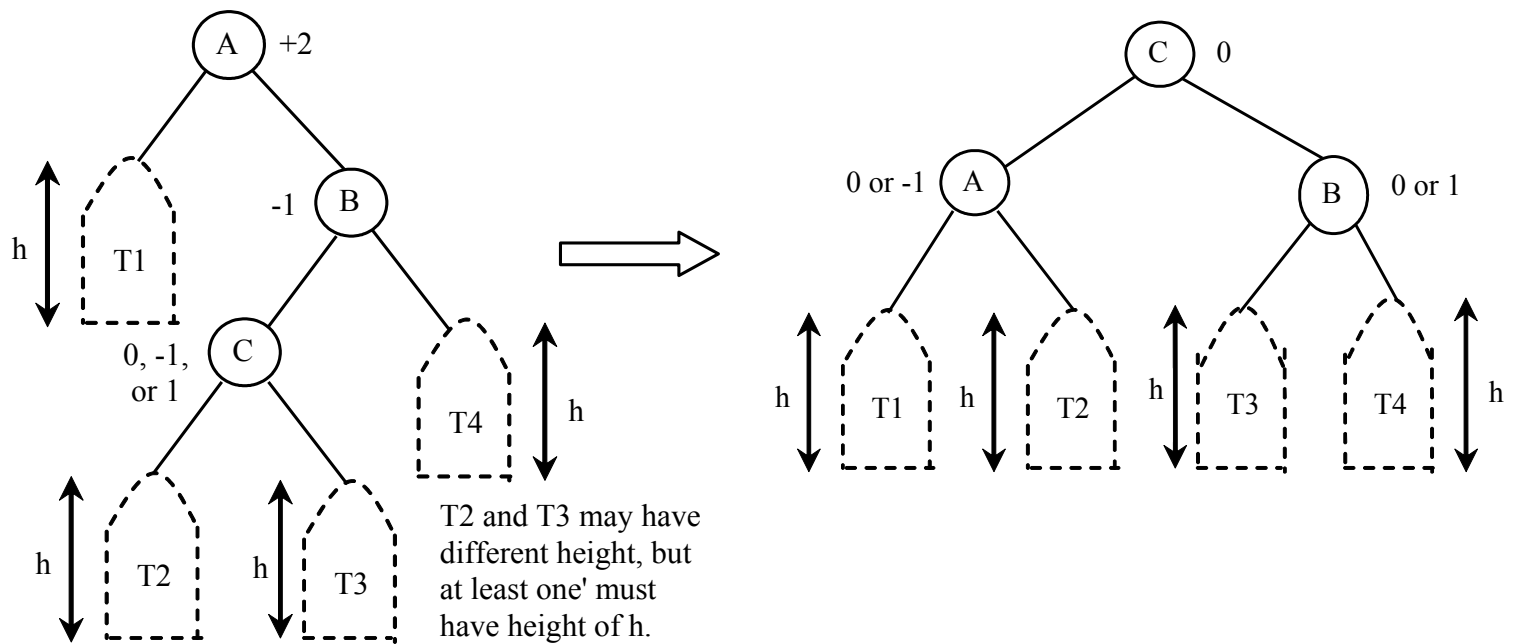 A +2
h
T1
-1 B
0, -1,
or 1
C
T4
h
h
T2
h
T3
T2 and T3 may have
different height, but
at least one' must
have height of h.
C 0
0 or -1 A
B 0 or 1
h
T1
h
T2
h
T3
T4
h